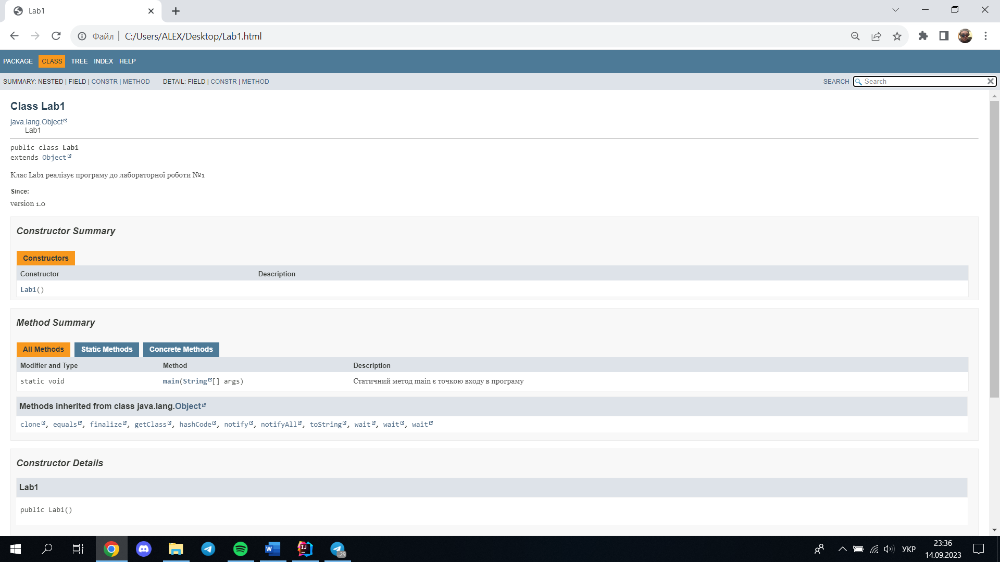 Lab1
Файл | C:/Users/ALEX/Desktop/Lab1.html
PACKAGE CLASS TREE INDEX HELP
SUMMARY: NESTED | FIELD | CONSTR | METHOD DETAIL: FIELD | CONSTR | METHOD SEARCH Search
Class Lab1
java.lang.Object
Lab1
public class Lab1
extends Object
Клас Lab1 реалізує програму до лабораторної роботи №1
Since:
version 1.0
Constructor Summary
Constructors
Constructor Description
Lab1()
Method Summary
All Methods Static Methods Concrete Methods
Modifier and Type Method Description
static void main(String[] args) Статичний метод main є точкою входу в програму
Methods inherited from class java.lang.Object
clone, equals, finalize, getClass, hashCode, notify, notifyAll, toString, wait, wait, wait
Constructor Details
Lab1
public Lab1()
W IJ 29 УКР 23:36
14.09.2023